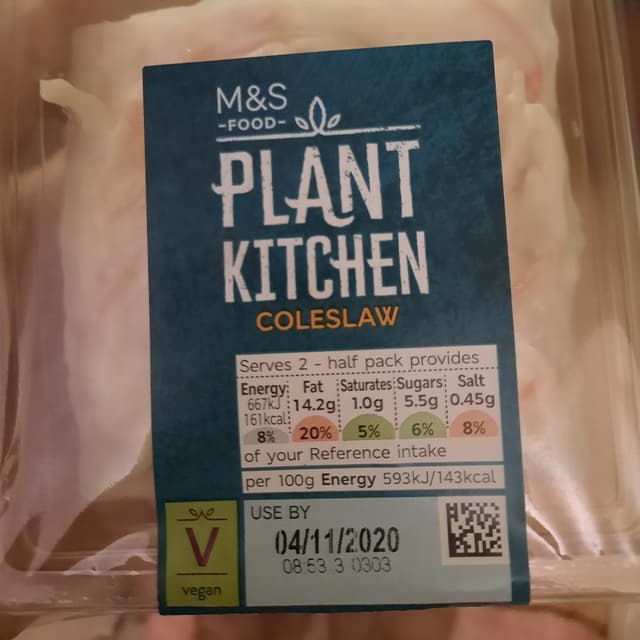 M&S
-FOOD-
PLANT
KITCHEN
COLESLAW
Serves 2 - half pack provides
Energy Fat Saturates Sugars Salt
667kJ 14.2g 1.0g 5.5g 0.45g
161kcal
8% 20% 5% 6% 8%
of your Reference intake
per 100g Energy 593kJ/143kcal
USE BY
04/11/2020
08:53 3 0303
V
vegan